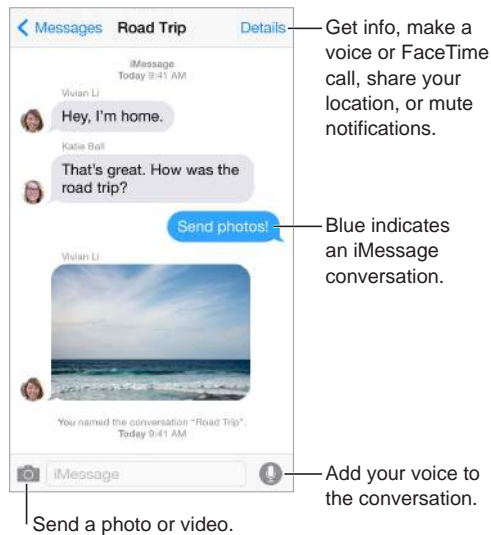 Messages Road Trip Details
Get info, make a
voice or FaceTime
call, share your
location, or mute
notifications.
iMessage
Today 9:41 AM
Vivian Li
Hey, I'm home.
Katie Ball
That's great. How was the
road trip?
Send photos!
Blue indicates
an iMessage
conversation.
Vivian Li
You named the conversation "Road Trip".
Today 9:41 AM
iMessage
Add your voice to
the conversation.
Send a photo or video.